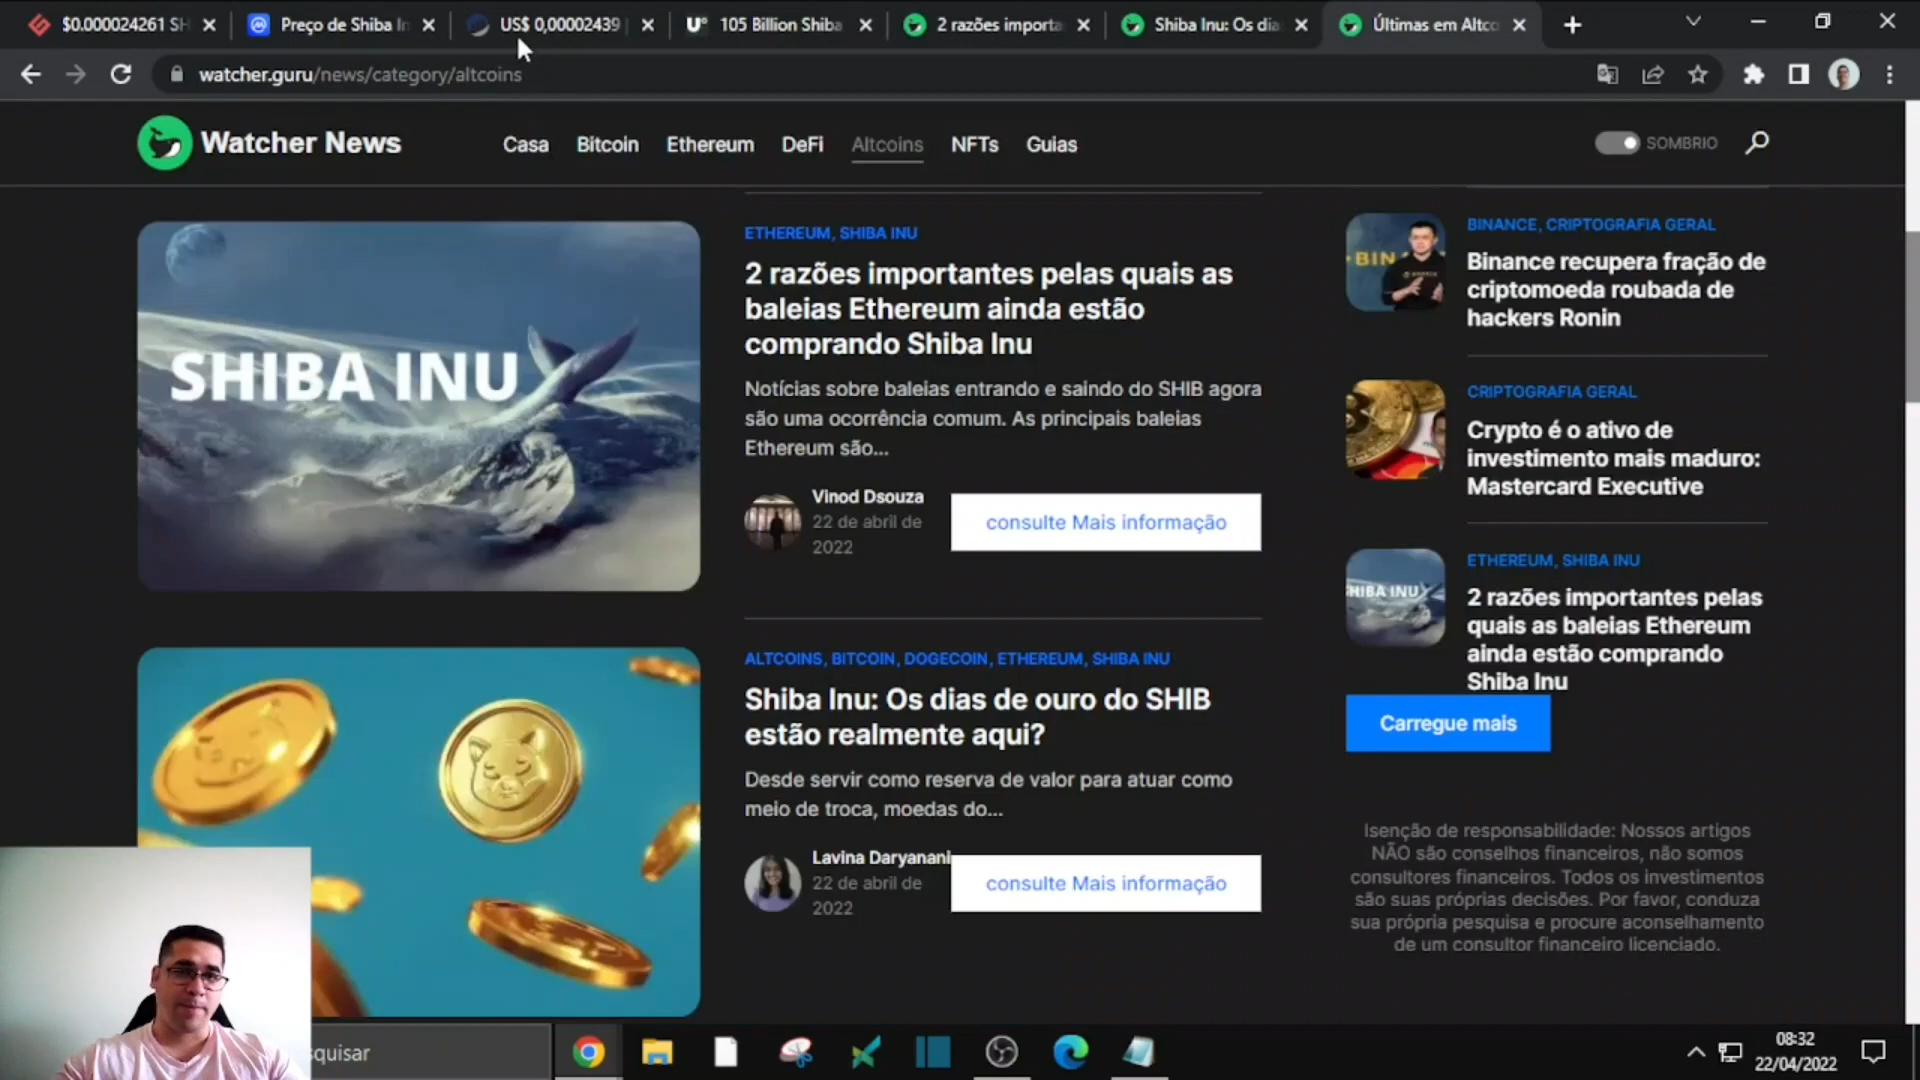 $0.000024261 SH
Preço de Shiba In
US$ 0,00002439
105 Billion Shiba
2 razões importa
Shiba Inu: Os dia
Últimas em Altco
watcher.guru/news/category/altcoins
Watcher News
Casa
Bitcoin
Ethereum
DeFi
Altcoins
NFTs
Guias
SOMBRIO
SHIBA INU
ETHEREUM, SHIBA INU
2 razões importantes pelas quais as
baleias Ethereum ainda estão
comprando Shiba Inu
Notícias sobre baleias entrando e saindo do SHIB agora
são uma ocorrência comum. As principais baleias
Ethereum são...
Vinod Dsouza
22 de abril de
2022
consulte Mais informação
ALTCOINS, BITCOIN, DOGECOIN, ETHEREUM, SHIBA INU
Shiba Inu: Os dias de ouro do SHIB
estão realmente aqui?
Desde servir como reserva de valor para atuar como
meio de troca, moedas do...
Lavina Daryanani
22 de abril de
2022
consulte Mais informação
BIN
BINANCE, CRIPTOGRAFIA GERAL
Binance recupera fração de
criptomoeda roubada de
hackers Ronin
CRIPTOGRAFIA GERAL
Crypto é o ativo de
investimento mais maduro:
Mastercard Executive
HIBA INU
ETHEREUM, SHIBA INU
2 razões importantes pelas
quais as baleias Ethereum
ainda estão comprando
Shiba Inu
Carregue mais
Isenção de responsabilidade: Nossos artigos
NÃO são conselhos financeiros, não somos
consultores financeiros. Todos os investimentos
são suas próprias decisões. Por favor, conduza
sua própria pesquisa e procure aconselhamento
de um consultor financeiro licenciado.
squisar
08:32
22/04/2022